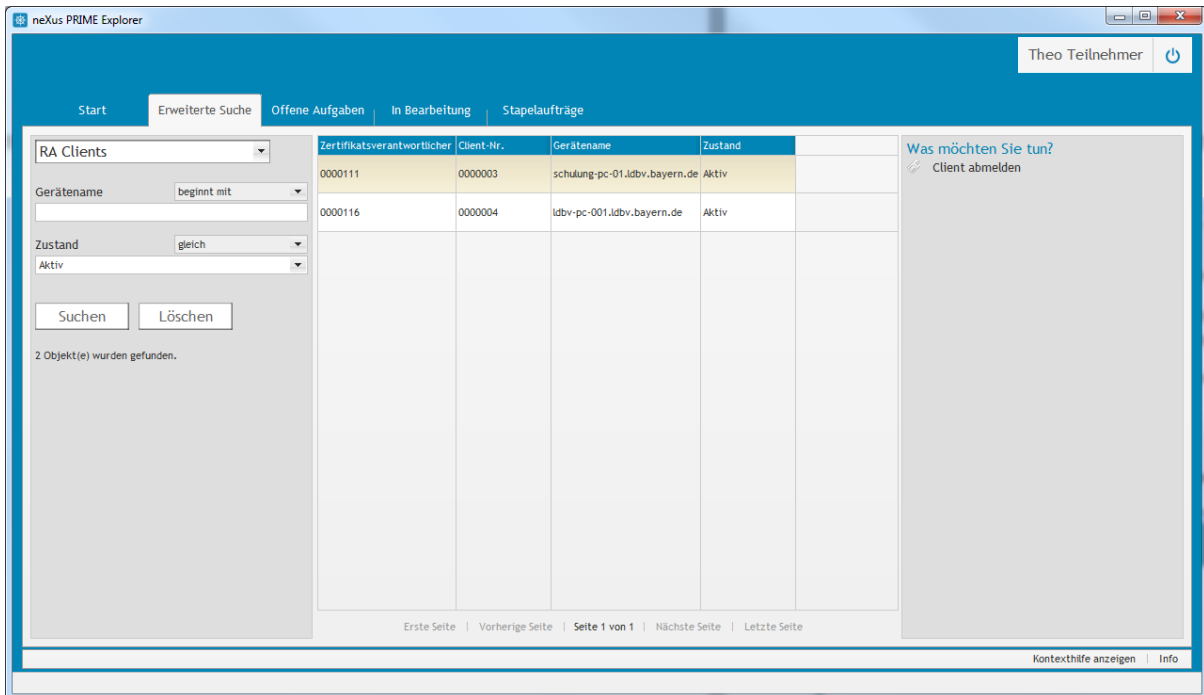 neXus PRIME Explorer
Theo Teilnehmer
Start Erweiterte Suche Offene Aufgaben In Bearbeitung Stapelaufträge
RA Clients
Gerätename beginnt mit
Zustand gleich
Aktiv
Suchen Löschen
2 Objekt(e) wurden gefunden.
Zertifikatsverantwortlicher Client-Nr. Gerätename Zustand
0000111 0000003 schulung-pc-01.ldbv.bayern.de Aktiv
0000116 0000004 ldbv-pc-001.ldbv.bayern.de Aktiv
Erste Seite | Vorherige Seite | Seite 1 von 1 | Nächste Seite | Letzte Seite
Was möchten Sie tun?
Client abmelden
Kontexthilfe anzeigen | Info